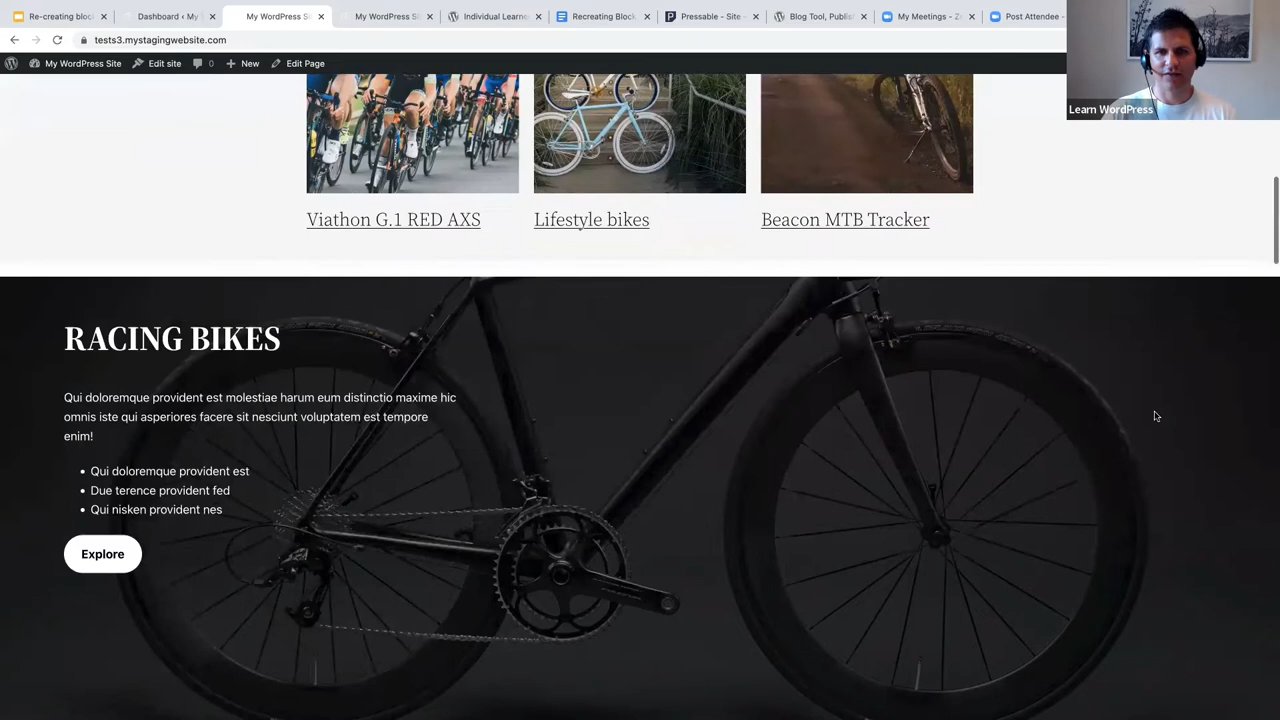 Re-creating bloc
Dashboard ‹ My
My WordPress Si
My WordPress Si
Individual Learne
Recreating Block
Pressable - Site
Blog Tool, Publis
My Meetings - Z
Post Attendee -
tests3.mystagingwebsite.com
My WordPress Site
Edit site
0
New
Edit Page
Learn WordPress
Viathon G.1 RED AXS
Lifestyle bikes
Beacon MTB Tracker
RACING BIKES
Qui doloremque provident est molestiae harum eum distinctio maxime hic
omnis iste qui asperiores facere sit nesciunt voluptatem est tempore
enim!
• Qui doloremque provident est
• Due terence provident fed
• Qui nisken provident nes
Explore